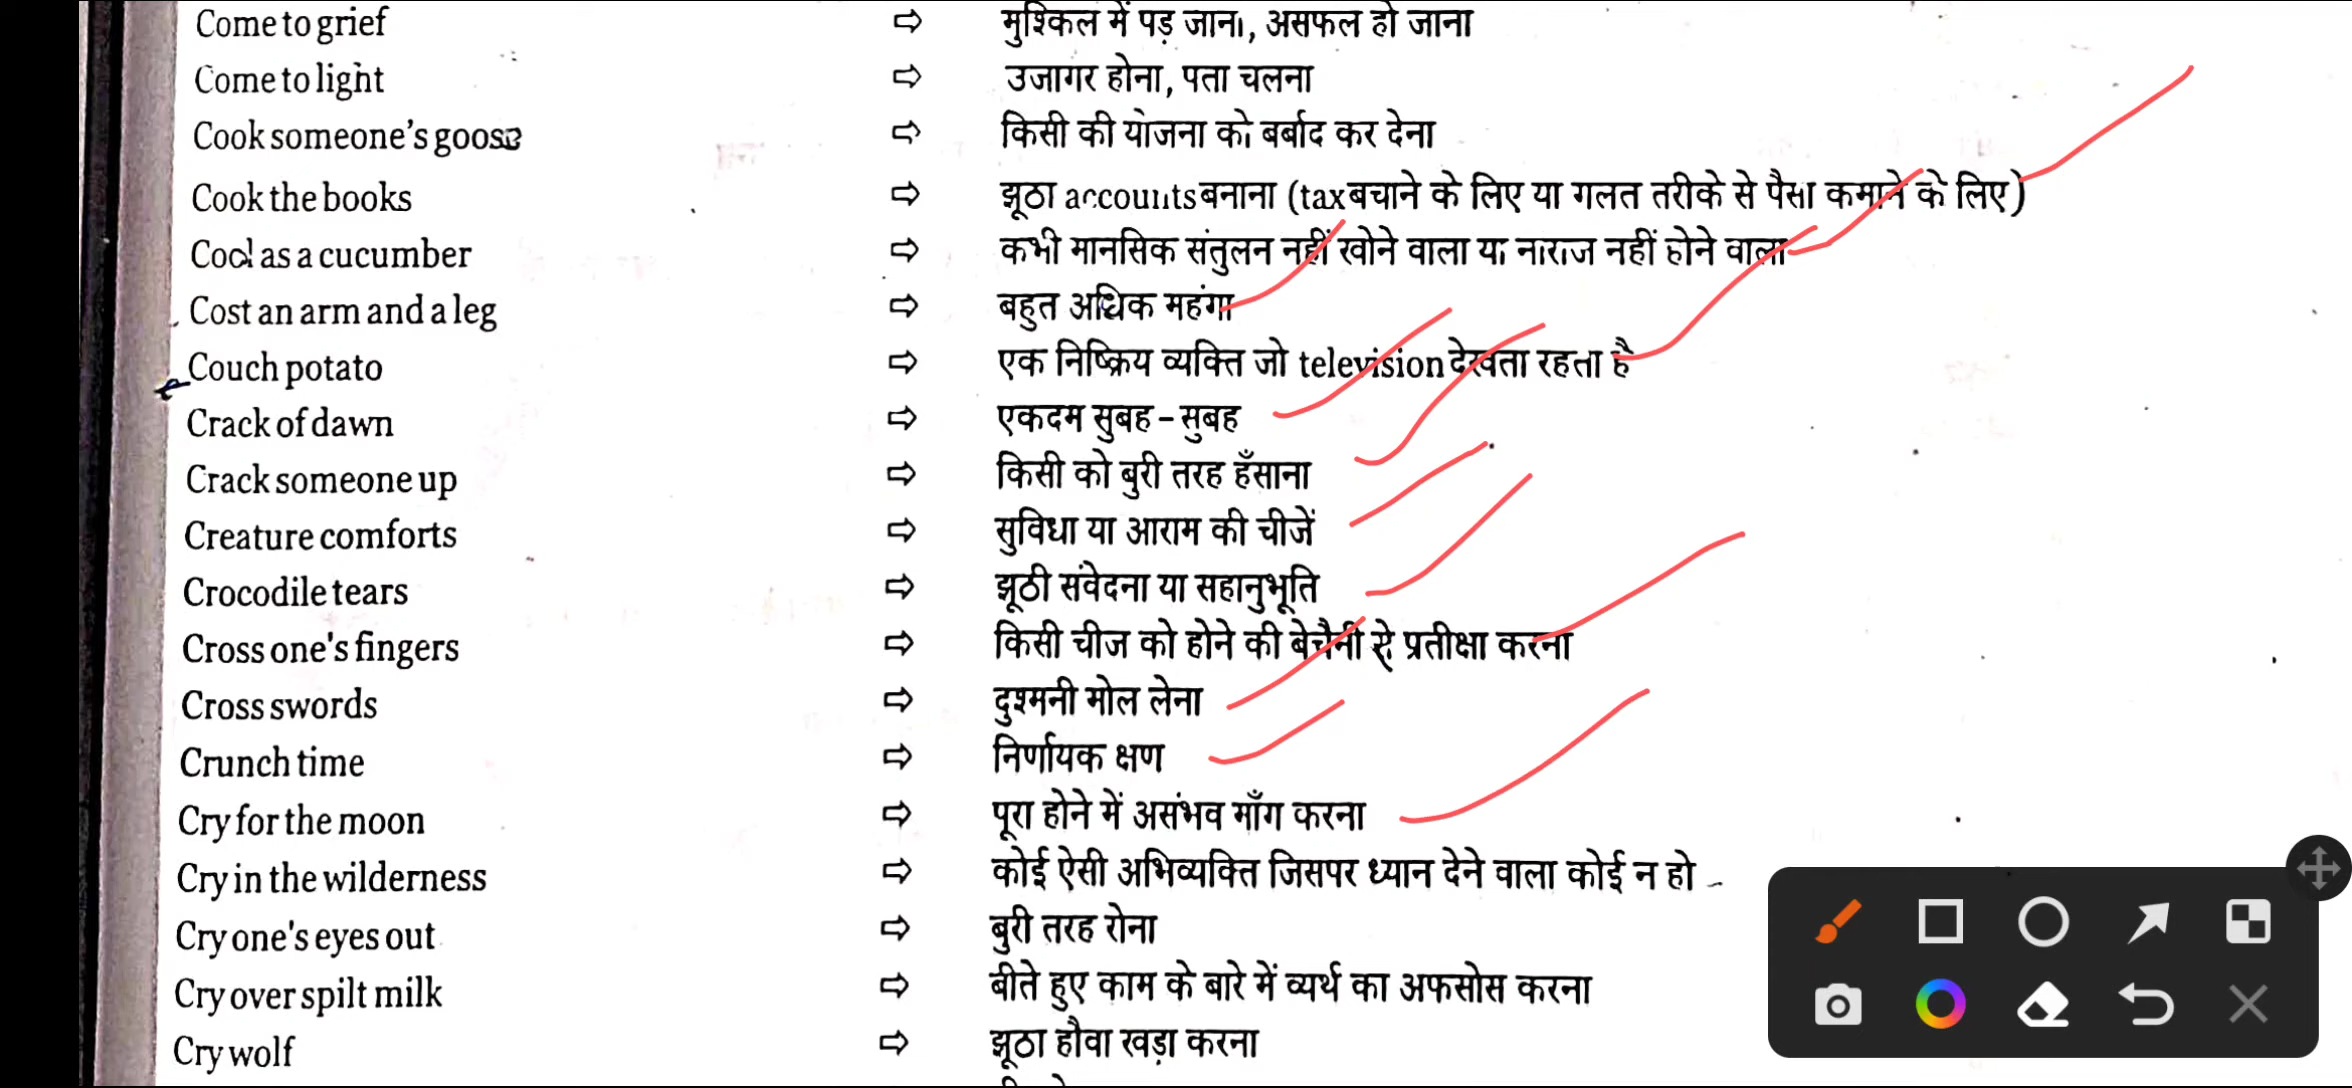 Come to grief ⇨ मुश्किल में पड़ जाना, असफल हो जाना
Come to light ⇨ उजागर होना, पता चलना
Cook someone's goose ⇨ किसी की योजना को बर्बाद कर देना
Cook the books ⇨ झूठा accounts बनाना (tax बचाने के लिए या गलत तरीके से पैसा कमाने के लिए)
Cool as a cucumber ⇨ कभी मानसिक संतुलन नहीं खोने वाला या नाराज नहीं होने वाला
Cost an arm and a leg ⇨ बहुत अधिक महंगा
Couch potato ⇨ एक निष्क्रिय व्यक्ति जो television देखता रहता है
Crack of dawn ⇨ एकदम सुबह - सुबह
Crack someone up ⇨ किसी को बुरी तरह हँसाना
Creature comforts ⇨ सुविधा या आराम की चीजें
Crocodile tears ⇨ झूठी संवेदना या सहानुभूति
Cross one's fingers ⇨ किसी चीज को होने की बेचैनी से प्रतीक्षा करना
Cross swords ⇨ दुश्मनी मोल लेना
Crunch time ⇨ निर्णायक क्षण
Cry for the moon ⇨ पूरा होने में असंभव माँग करना
Cry in the wilderness ⇨ कोई ऐसी अभिव्यक्ति जिसपर ध्यान देने वाला कोई न हो
Cry one's eyes out ⇨ बुरी तरह रोना
Cry over spilt milk ⇨ बीते हुए काम के बारे में व्यर्थ का अफसोस करना
Cry wolf ⇨ झूठा हौवा खड़ा करना